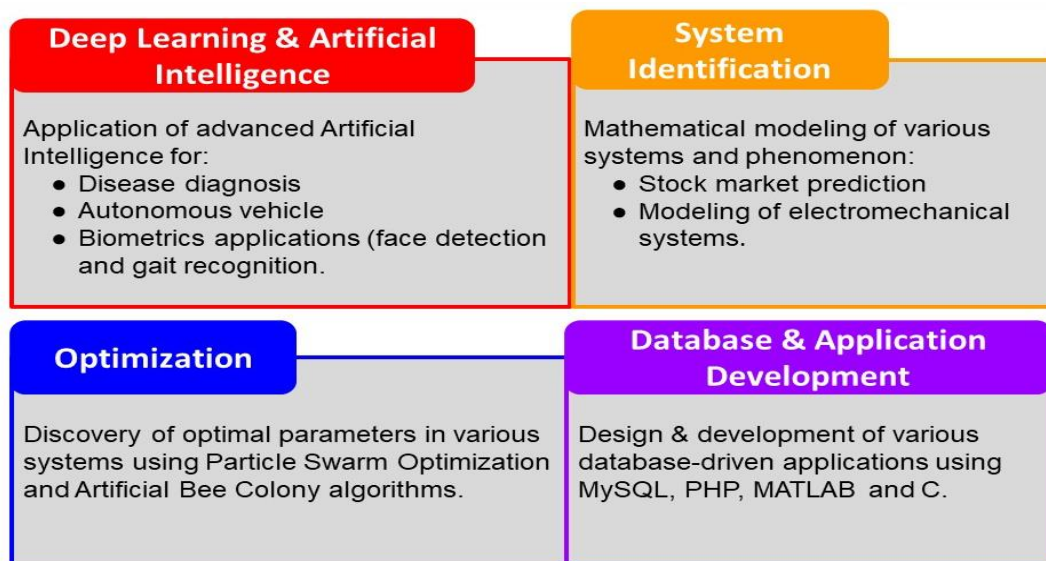 Deep Learning & Artificial
Intelligence
Application of advanced Artificial
Intelligence for:
● Disease diagnosis
● Autonomous vehicle
● Biometrics applications (face detection
and gait recognition.
System
Identification
Mathematical modeling of various
systems and phenomenon:
● Stock market prediction
● Modeling of electromechanical
systems.
Optimization
Discovery of optimal parameters in various
systems using Particle Swarm Optimization
and Artificial Bee Colony algorithms.
Database & Application
Development
Design & development of various
database-driven applications using
MySQL, PHP, MATLAB and C.